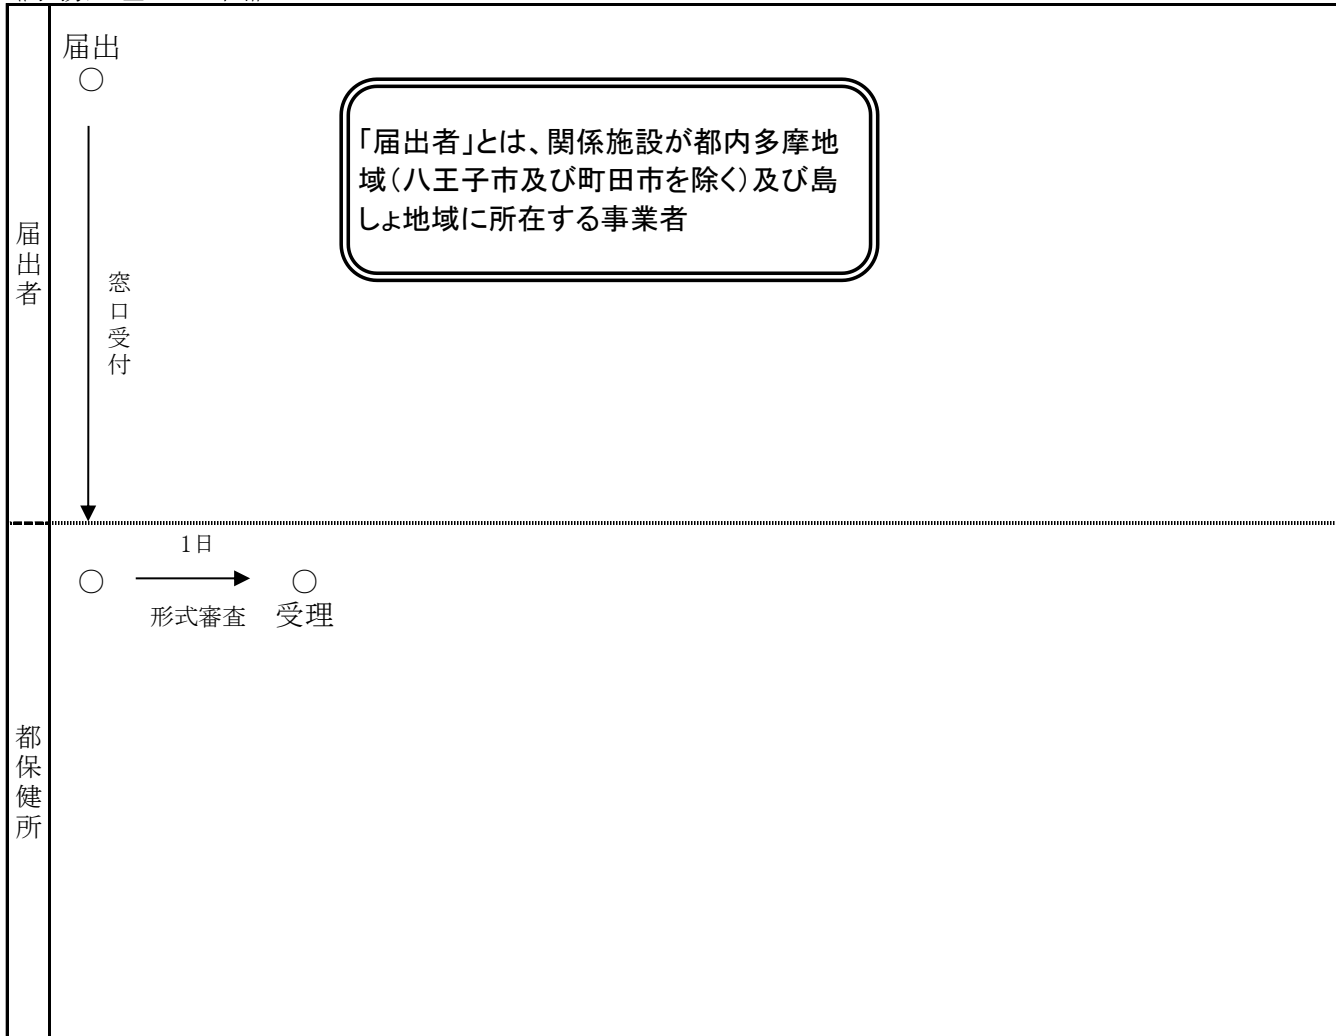 届出
○
「届出者」とは、関係施設が都内多摩地
域（八王子市及び町田市を除く）及び島
しょ地域に所在する事業者
届出者
窓口受付
1日
○ ○
形式審査 受理
都保健所